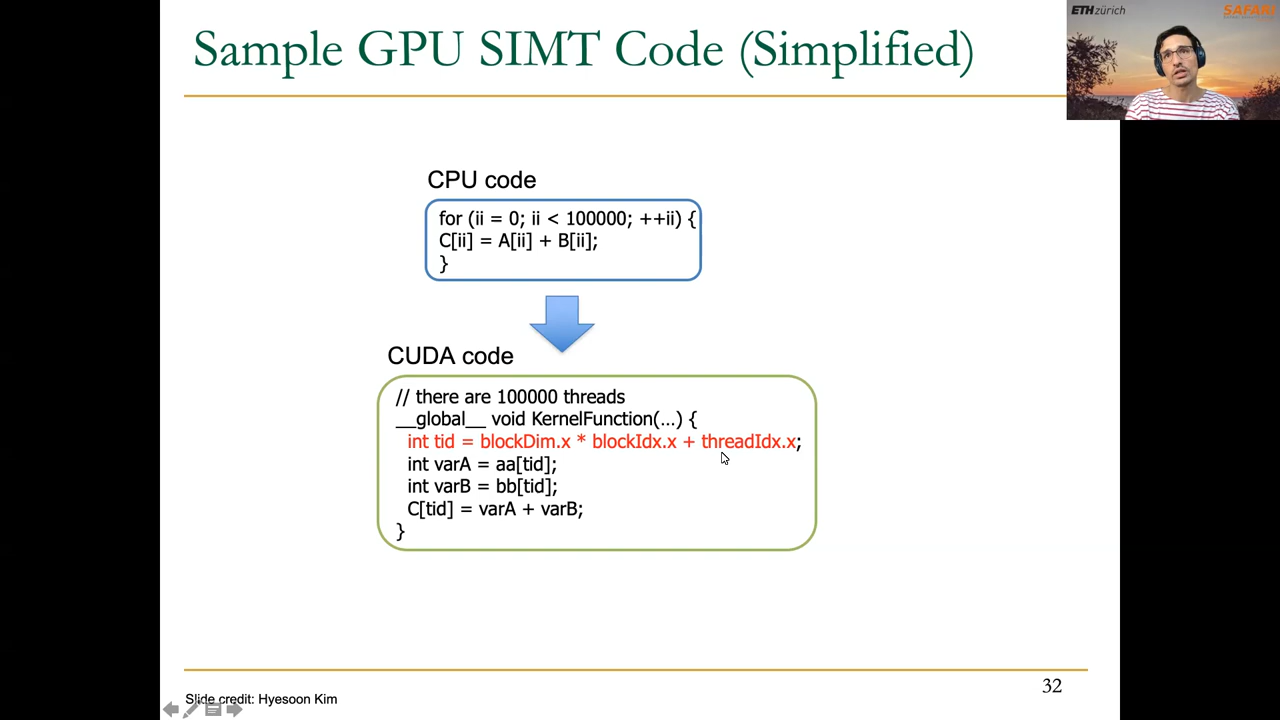 Sample GPU SIMT Code (Simplified)
ETHzürich
SAFARI
CPU code
for (ii = 0; ii < 100000; ++ii) {
C[ii] = A[ii] + B[ii];
}
CUDA code
// there are 100000 threads
__global__ void KernelFunction(…) {
int tid = blockDim.x * blockIdx.x + threadIdx.x;
int varA = aa[tid];
int varB = bb[tid];
C[tid] = varA + varB;
}
Slide credit: Hyesoon Kim
32